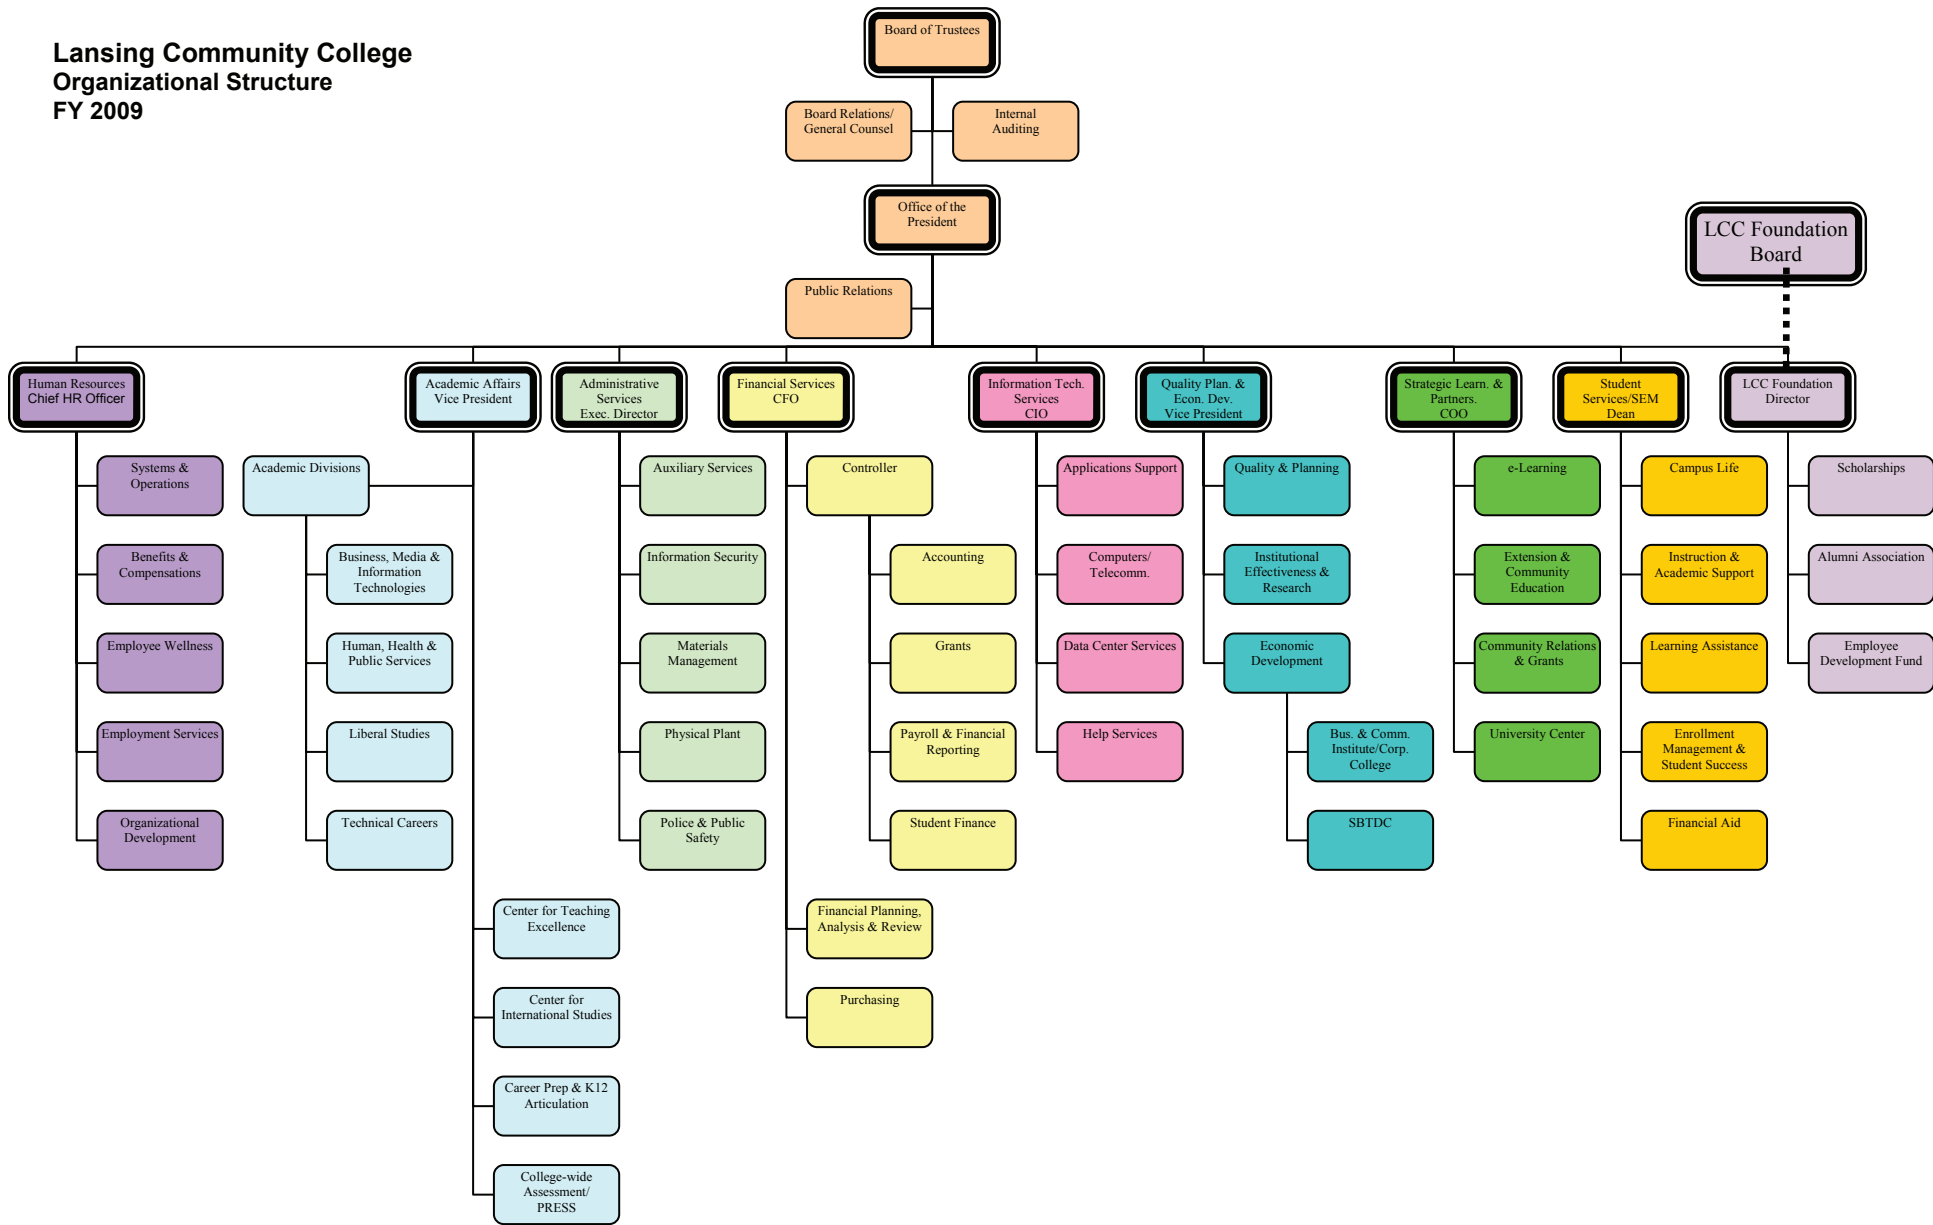 Lansing Community College
Organizational Structure
FY 2009
Board of Trustees
Board Relations/
General Counsel
Internal
Auditing
Office of the
President
LCC Foundation
Board
Public Relations
Human Resources
Chief HR Officer
Academic Affairs
Vice President
Administrative
Services
Exec. Director
Financial Services
CFO
Information Tech.
Services
CIO
Quality Plan. &
Econ. Dev.
Vice President
Strategic Learn. &
Partners.
COO
Student
Services/SEM
Dean
LCC Foundation
Director
Systems &
Operations
Benefits &
Compensations
Employee Wellness
Employment Services
Organizational
Development
Academic Divisions
Business, Media &
Information
Technologies
Human, Health &
Public Services
Liberal Studies
Technical Careers
Center for Teaching
Excellence
Center for
International Studies
Career Prep & K12
Articulation
College-wide
Assessment/
PRESS
Auxiliary Services
Information Security
Materials
Management
Physical Plant
Police & Public
Safety
Controller
Accounting
Grants
Payroll & Financial
Reporting
Student Finance
Financial Planning,
Analysis & Review
Purchasing
Applications Support
Computers/
Telecomm.
Data Center Services
Help Services
Quality & Planning
Institutional
Effectiveness &
Research
Economic
Development
Bus. & Comm.
Institute/Corp.
College
SBTDC
e-Learning
Extension &
Community
Education
Community Relations
& Grants
University Center
Campus Life
Instruction &
Academic Support
Learning Assistance
Enrollment
Management &
Student Success
Financial Aid
Scholarships
Alumni Association
Employee
Development Fund